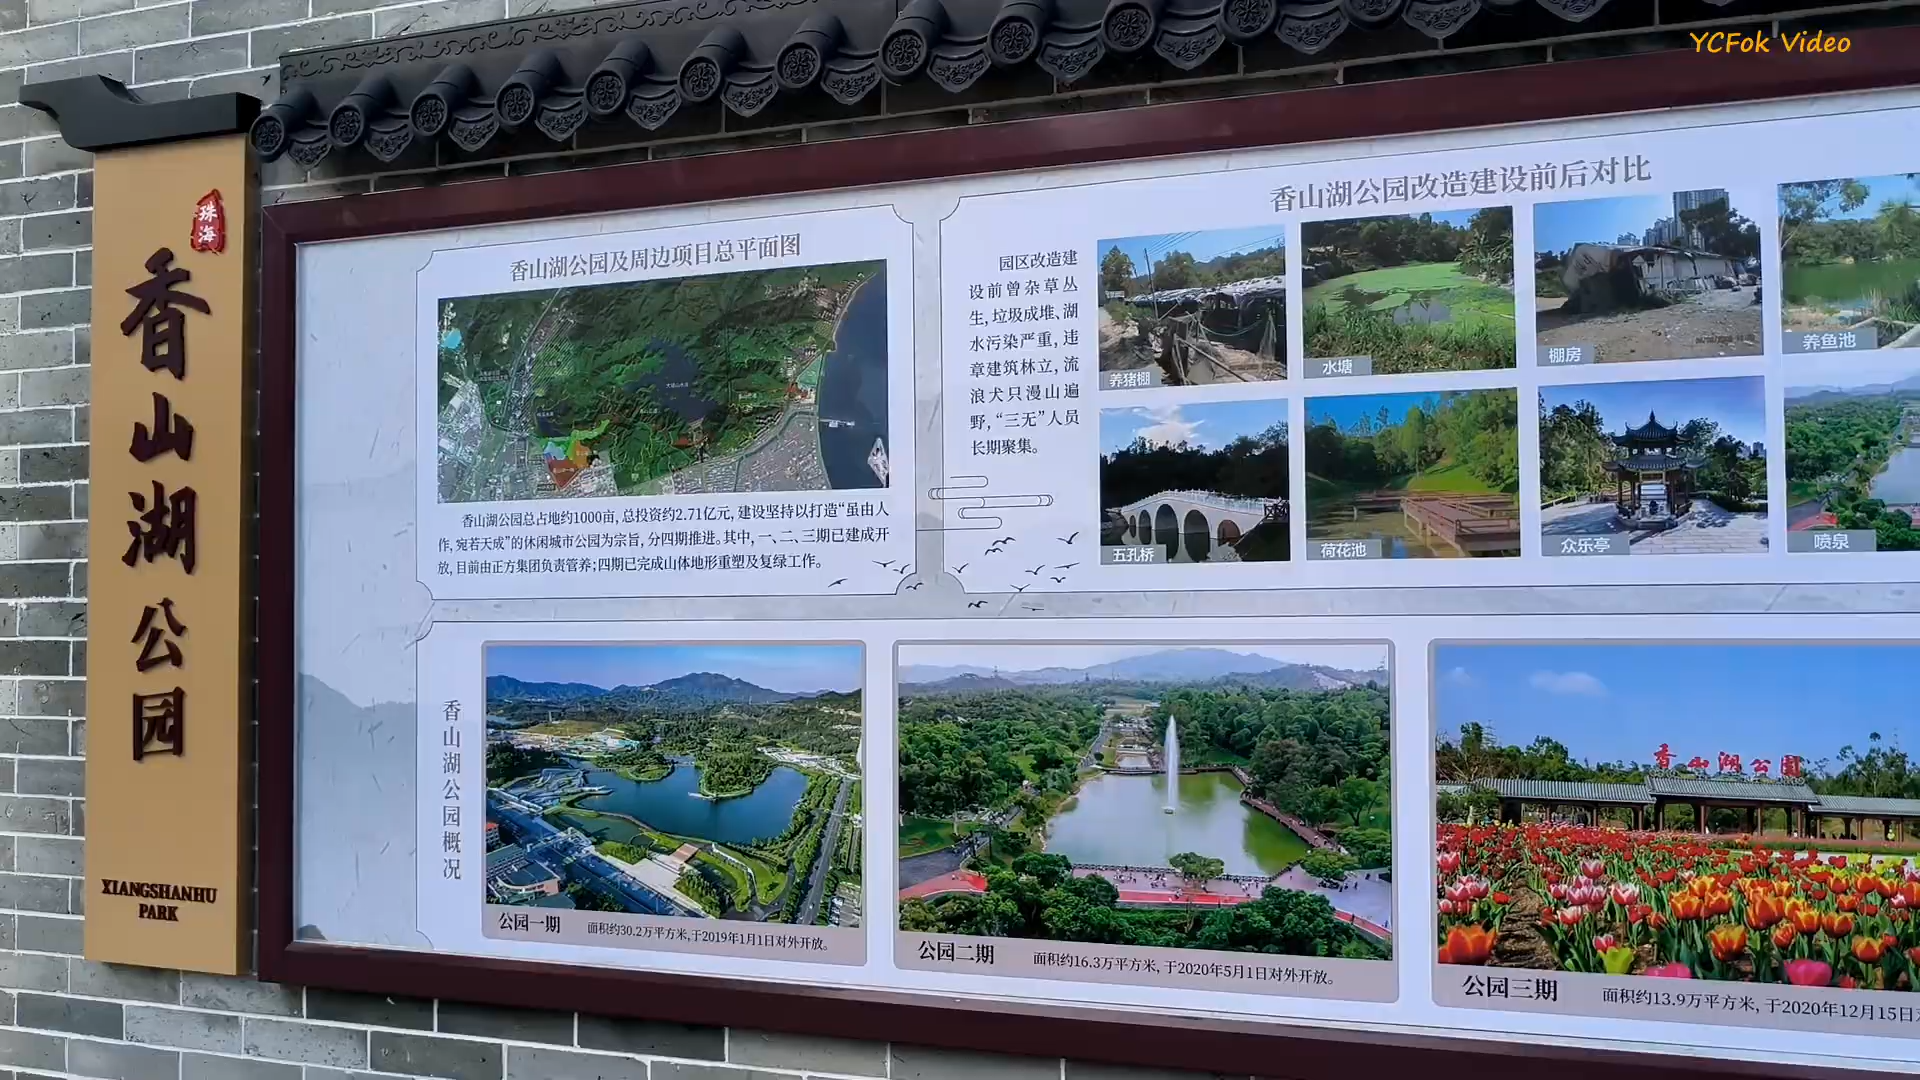 YCFok Video
珠海
香山湖公园
XIANGSHANHU
PARK
香山湖公园及周边项目总平面图
香山湖公园总占地约1000亩,总投资约2.71亿元,建设坚持以打造“虽由人
作,宛若天成”的休闲城市公园为宗旨,分四期推进。其中,一、二、三期已建成开
放,目前由正方集团负责管养;四期已完成山体地形重塑及复绿工作。
香山湖公园改造建设前后对比
园区改造建
设前曾杂草丛
生,垃圾成堆、湖
水污染严重,违
章建筑林立,流
浪犬只漫山遍
野,“三无”人员
长期聚集。
养猪棚
水塘
棚房
养鱼池
五孔桥
荷花池
众乐亭
喷泉
香山湖公园概况
公园一期 面积约30.2万平方米,于2019年1月1日对外开放。
公园二期 面积约16.3万平方米,于2020年5月1日对外开放。
香山湖公园
公园三期 面积约13.9万平方米,于2020年12月15日